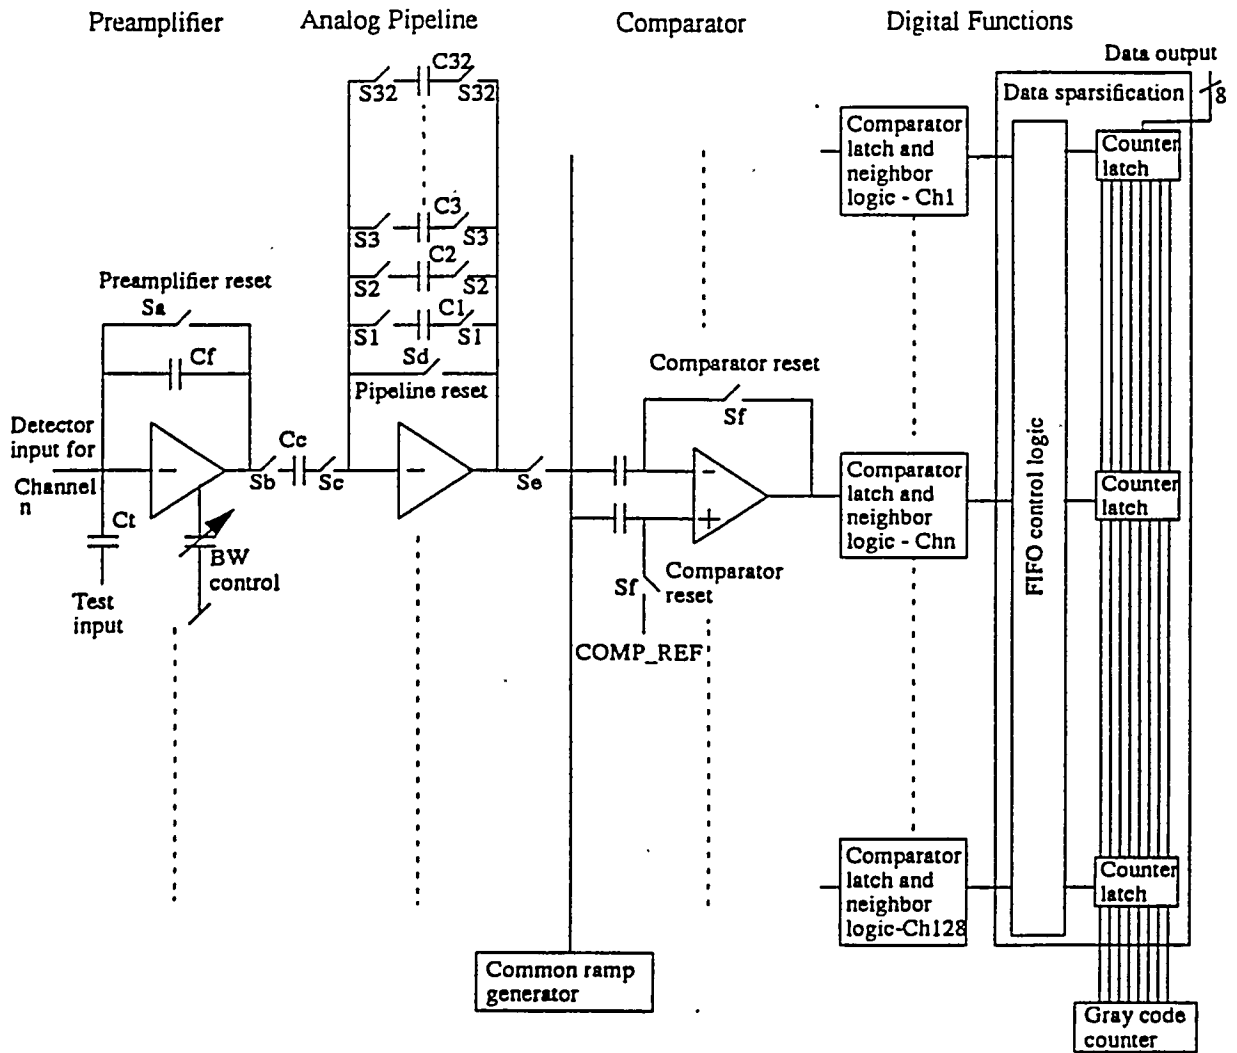 Preamplifier
Analog Pipeline
Comparator
Digital Functions
Data output
8
Data sparsification
C32
S32
S32
C3
S3
S3
C2
S2
S2
C1
S1
S1
Sd
Pipeline reset
Preamplifier reset
Sa
Cf
Detector
input for
Channel
n
Ct
Test
input
BW
control
Sb
Cc
Sc
Se
Comparator reset
Sf
-
+
Sf
Comparator
reset
COMP_REF
Common ramp
generator
Comparator
latch and
neighbor
logic - Ch1
Comparator
latch and
neighbor
logic - Chn
Comparator
latch and
neighbor
logic-Ch128
FIFO control logic
Counter
latch
Counter
latch
Counter
latch
Gray code
counter